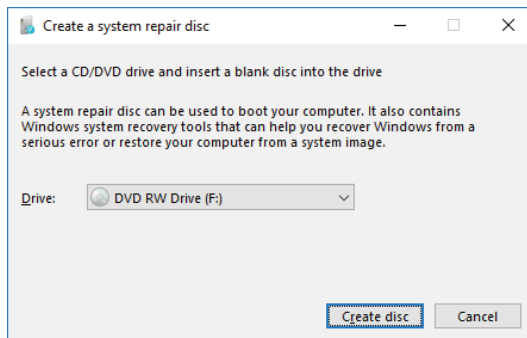 Create a system repair disc
Select a CD/DVD drive and insert a blank disc into the drive
A system repair disc can be used to boot your computer. It also contains
Windows system recovery tools that can help you recover Windows from a
serious error or restore your computer from a system image.
Drive: DVD RW Drive (F:)
Create disc Cancel